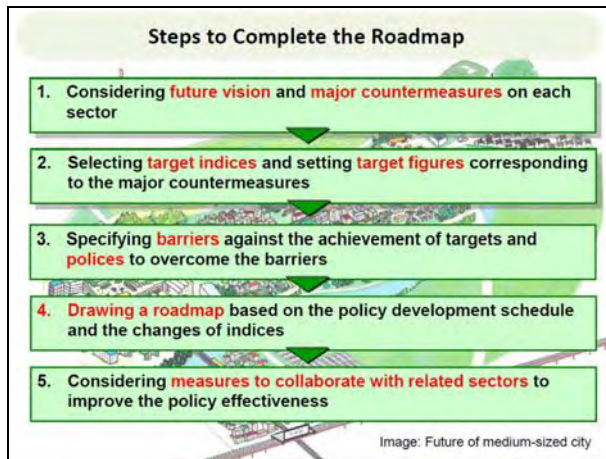 Steps to Complete the Roadmap
1. Considering future vision and major countermeasures on each
sector
2. Selecting target indices and setting target figures corresponding
to the major countermeasures
3. Specifying barriers against the achievement of targets and
polices to overcome the barriers
4. Drawing a roadmap based on the policy development schedule
and the changes of indices
5. Considering measures to collaborate with related sectors to
improve the policy effectiveness
Image: Future of medium-sized city